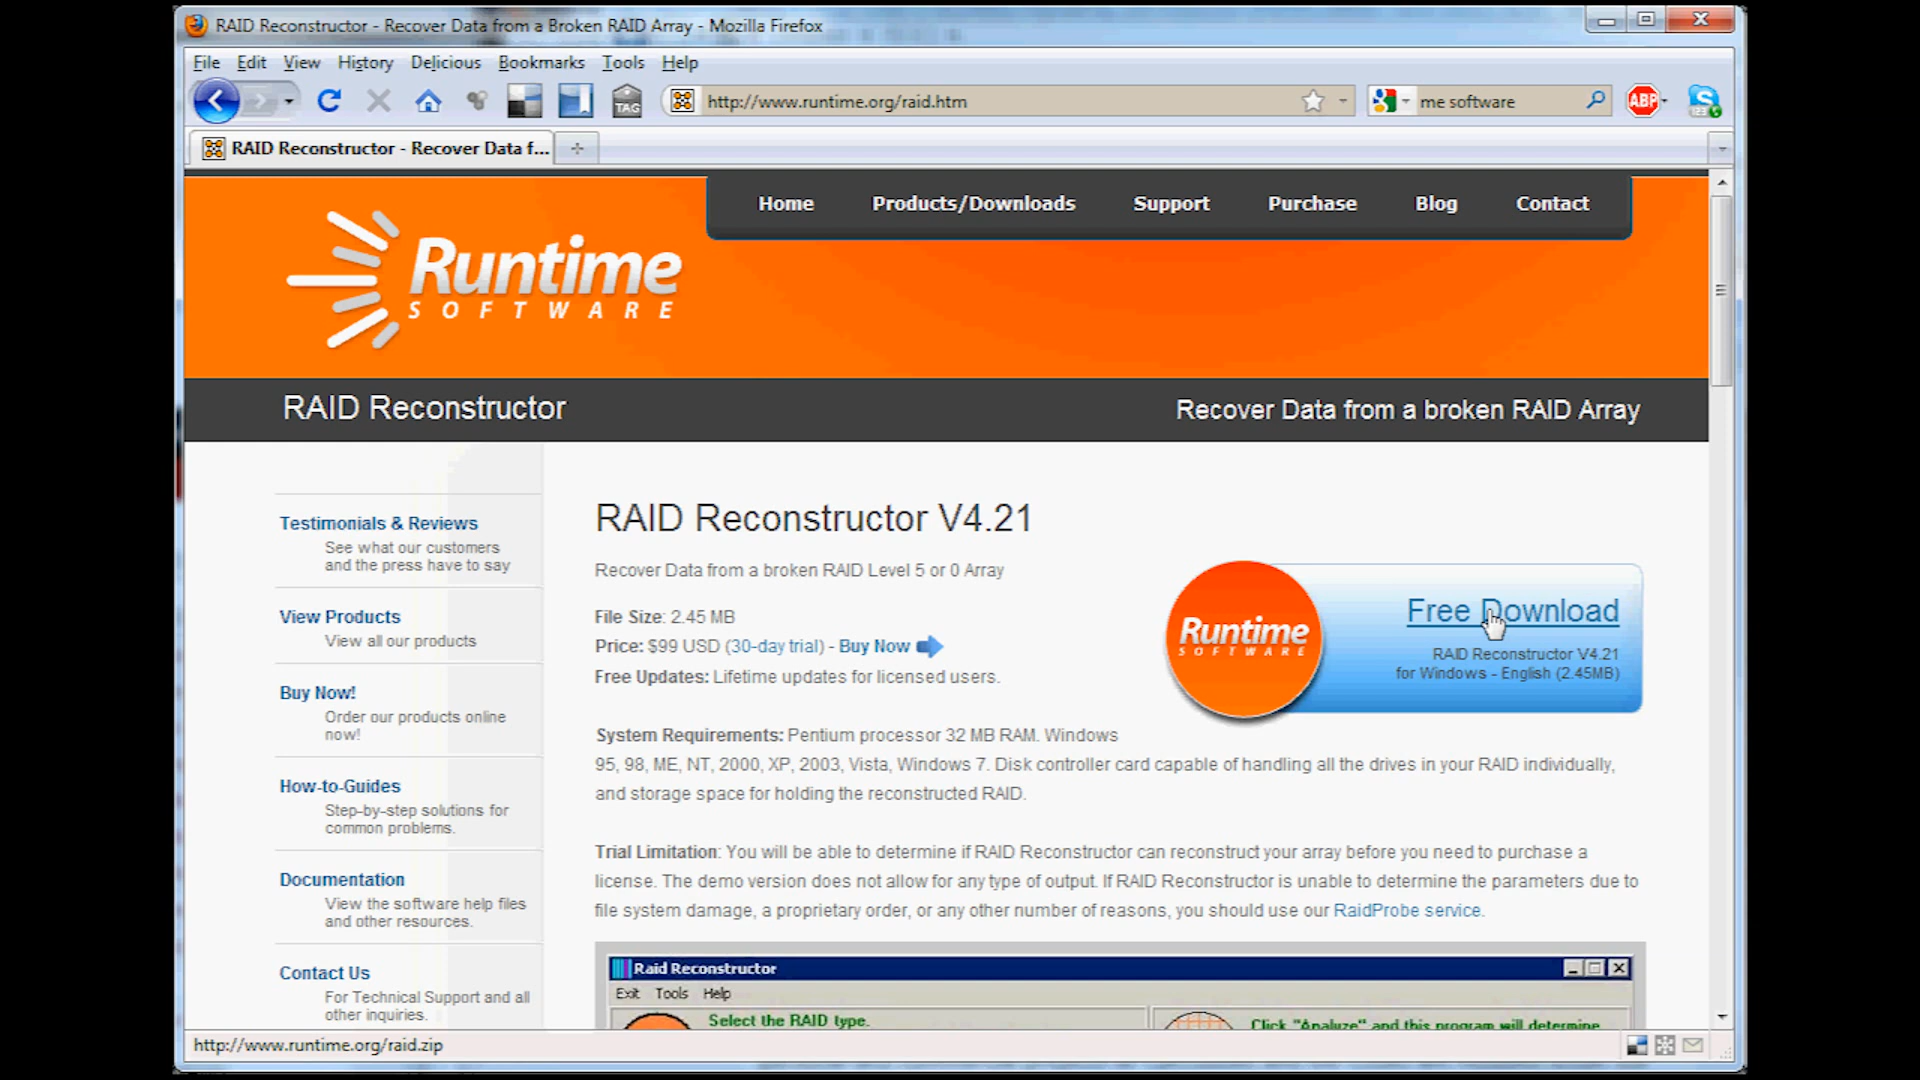 RAID Reconstructor - Recover Data from a Broken RAID Array - Mozilla Firefox
File Edit View History Delicious Bookmarks Tools Help
TAG http://www.runtime.org/raid.htm me software ABP
RAID Reconstructor - Recover Data f...
Home Products/Downloads Support Purchase Blog Contact
Runtime
SOFTWARE
RAID Reconstructor
Recover Data from a broken RAID Array
Testimonials & Reviews
See what our customers
and the press have to say
View Products
View all our products
Buy Now!
Order our products online
now!
How-to-Guides
Step-by-step solutions for
common problems.
Documentation
View the software help files
and other resources.
Contact Us
For Technical Support and all
other inquiries.
RAID Reconstructor V4.21
Recover Data from a broken RAID Level 5 or 0 Array
File Size: 2.45 MB
Price: $99 USD (30-day trial) - Buy Now
Free Updates: Lifetime updates for licensed users.
Runtime
SOFTWARE
Free Download
RAID Reconstructor V4.21
for Windows - English (2.45MB)
System Requirements: Pentium processor 32 MB RAM. Windows
95, 98, ME, NT, 2000, XP, 2003, Vista, Windows 7. Disk controller card capable of handling all the drives in your RAID individually,
and storage space for holding the reconstructed RAID.
Trial Limitation: You will be able to determine if RAID Reconstructor can reconstruct your array before you need to purchase a
license. The demo version does not allow for any type of output. If RAID Reconstructor is unable to determine the parameters due to
file system damage, a proprietary order, or any other number of reasons, you should use our RaidProbe service.
Raid Reconstructor
Exit Tools Help
Select the RAID type.
Click "Analyze" and this program will determine
http://www.runtime.org/raid.zip